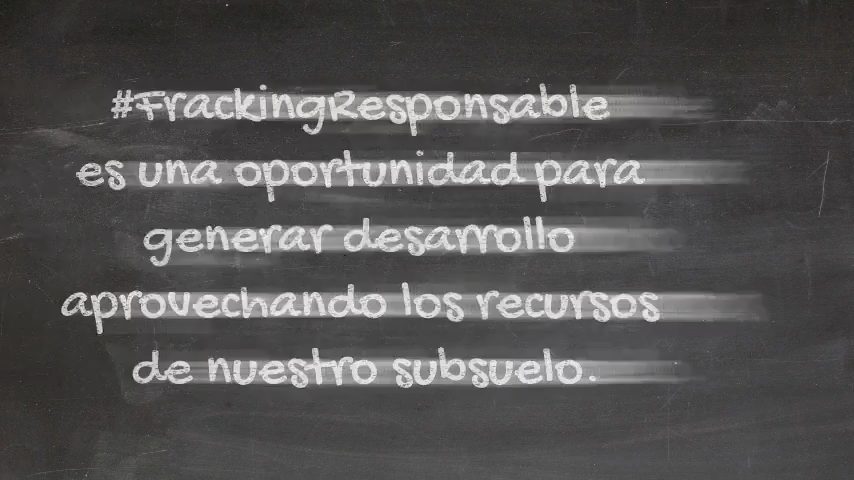 #FrackingResponsable
es una oportunidad para
generar desarrollo
aprovechando los recursos
de nuestro subsuelo.